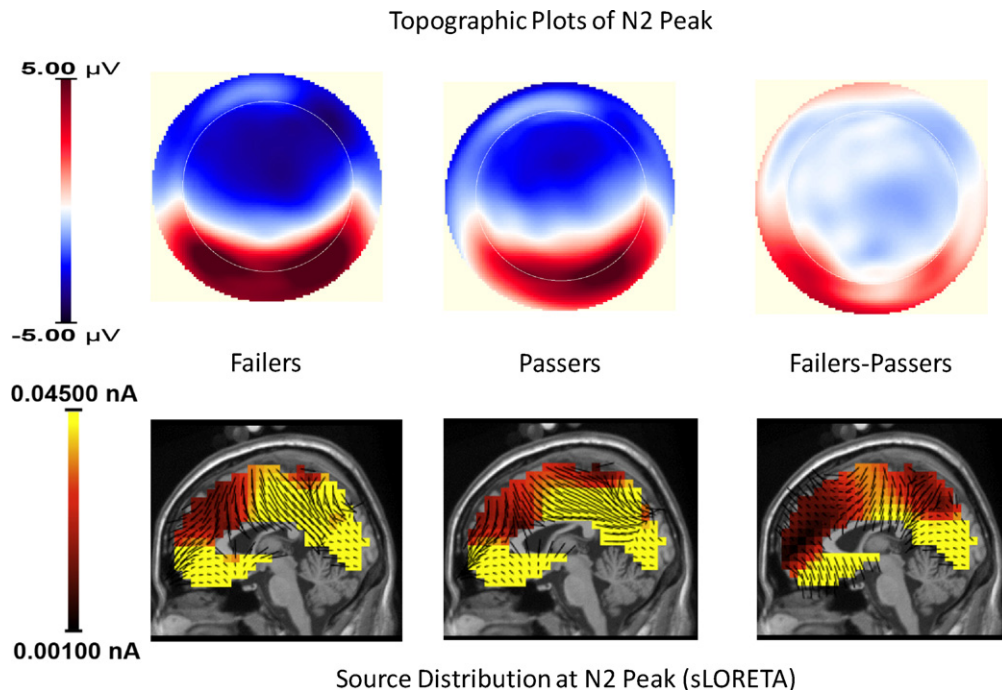 Topographic Plots of N2 Peak
5.00 µV
-5.00 µV
Failers
Passers
Failers-Passers
0.04500 nA
0.00100 nA
Source Distribution at N2 Peak (sLORETA)